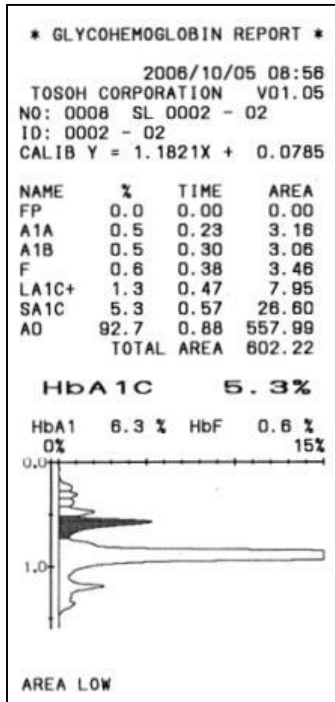 * GLYCOHEMOGLOBIN REPORT *
2006/10/05 08:56
TOSOH CORPORATION V01.05
NO: 0008 SL 0002 - 02
ID: 0002 - 02
CALIB Y = 1.1821X + 0.0785
NAME % TIME AREA
FP 0.0 0.00 0.00
A1A 0.5 0.23 3.16
A1B 0.5 0.30 3.06
F 0.6 0.38 3.46
LA1C+ 1.3 0.47 7.95
SA1C 5.3 0.57 26.60
A0 92.7 0.88 557.99
TOTAL AREA 602.22
HbA1C 5.3%
HbA1 6.3 % HbF 0.6 %
0% 15%
0.0
1.0
AREA LOW